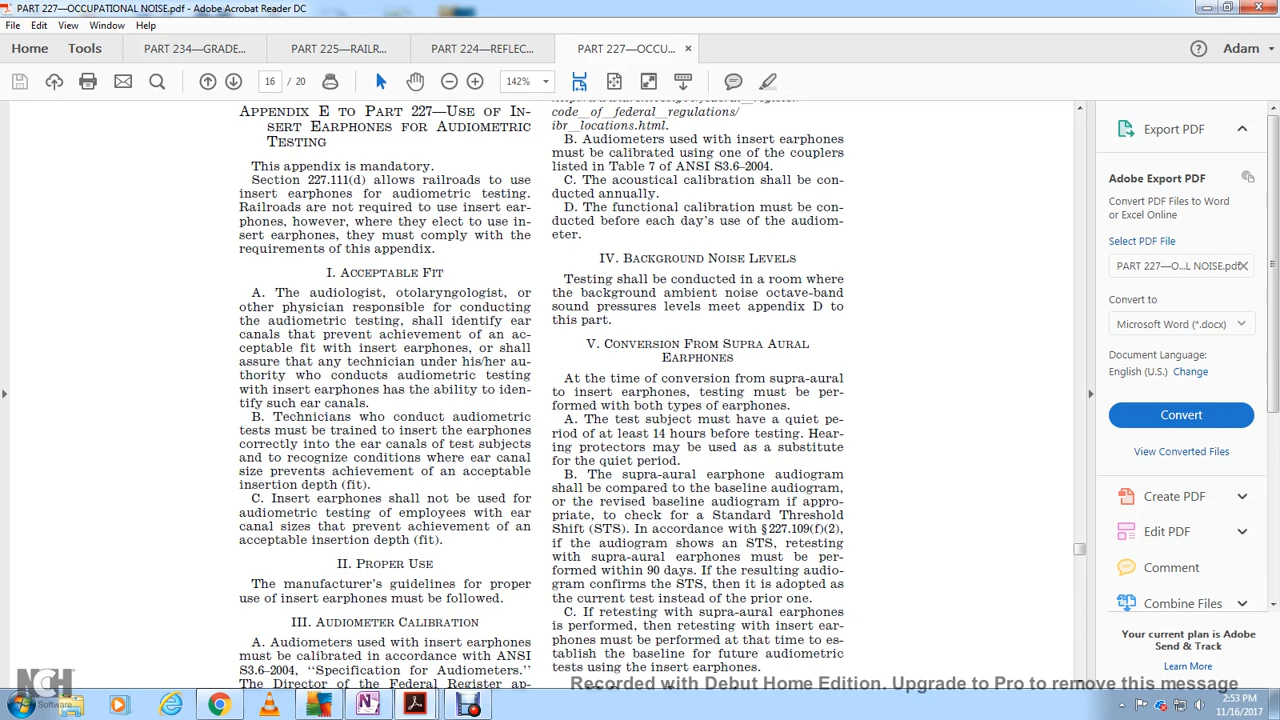 PART 227—OCCUPATIONAL NOISE.pdf - Adobe Acrobat Reader DC
File Edit View Window Help
Home Tools PART 234—GRADE... PART 225—RAILR... PART 224—REFLEC... PART 227—OCCU... × Adam
16 / 20 142%
APPENDIX E TO PART 227—USE OF IN-
SERT EARPHONES FOR AUDIOMETRIC
TESTING
This appendix is mandatory.
Section 227.111(d) allows railroads to use
insert earphones for audiometric testing.
Railroads are not required to use insert ear-
phones, however, where they elect to use in-
sert earphones, they must comply with the
requirements of this appendix.
I. ACCEPTABLE FIT
A. The audiologist, otolaryngologist, or
other physician responsible for conducting
the audiometric testing, shall identify ear
canals that prevent achievement of an ac-
ceptable fit with insert earphones, or shall
assure that any technician under his/her au-
thority who conducts audiometric testing
with insert earphones has the ability to iden-
tify such ear canals.
B. Technicians who conduct audiometric
tests must be trained to insert the earphones
correctly into the ear canals of test subjects
and to recognize conditions where ear canal
size prevents achievement of an acceptable
insertion depth (fit).
C. Insert earphones shall not be used for
audiometric testing of employees with ear
canal sizes that prevent achievement of an
acceptable insertion depth (fit).
II. PROPER USE
The manufacturer's guidelines for proper
use of insert earphones must be followed.
III. AUDIOMETER CALIBRATION
A. Audiometers used with insert earphones
must be calibrated in accordance with ANSI
S3.6–2004, ‘‘Specification for Audiometers.’’
The Director of the Federal Register ap-
code_of_federal_regulations/
ibr_locations.html.
B. Audiometers used with insert earphones
must be calibrated using one of the couplers
listed in Table 7 of ANSI S3.6–2004.
C. The acoustical calibration shall be con-
ducted annually.
D. The functional calibration must be con-
ducted before each day's use of the audiom-
eter.
IV. BACKGROUND NOISE LEVELS
Testing shall be conducted in a room where
the background ambient noise octave-band
sound pressures levels meet appendix D to
this part.
V. CONVERSION FROM SUPRA AURAL
EARPHONES
At the time of conversion from supra-aural
to insert earphones, testing must be per-
formed with both types of earphones.
A. The test subject must have a quiet pe-
riod of at least 14 hours before testing. Hear-
ing protectors may be used as a substitute
for the quiet period.
B. The supra-aural earphone audiogram
shall be compared to the baseline audiogram,
or the revised baseline audiogram if appro-
priate, to check for a Standard Threshold
Shift (STS). In accordance with §227.109(f)(2),
if the audiogram shows an STS, retesting
with supra-aural earphones must be per-
formed within 90 days. If the resulting audio-
gram confirms the STS, then it is adopted as
the current test instead of the prior one.
C. If retesting with supra-aural earphones
is performed, then retesting with insert ear-
phones must be performed at that time to es-
tablish the baseline for future audiometric
tests using the insert earphones.
Export PDF
Adobe Export PDF
Convert PDF Files to Word
or Excel Online
Select PDF File
PART 227—O...L NOISE.pdf
Convert to
Microsoft Word (*.docx)
Document Language:
English (U.S.) Change
Convert
View Converted Files
Create PDF
Edit PDF
Comment
Combine Files
Your current plan is Adobe
Send & Track
Learn More
Recorded with Debut Home Edition. Upgrade to Pro to remove this message
NCH
Software
2:53 PM
11/16/2017